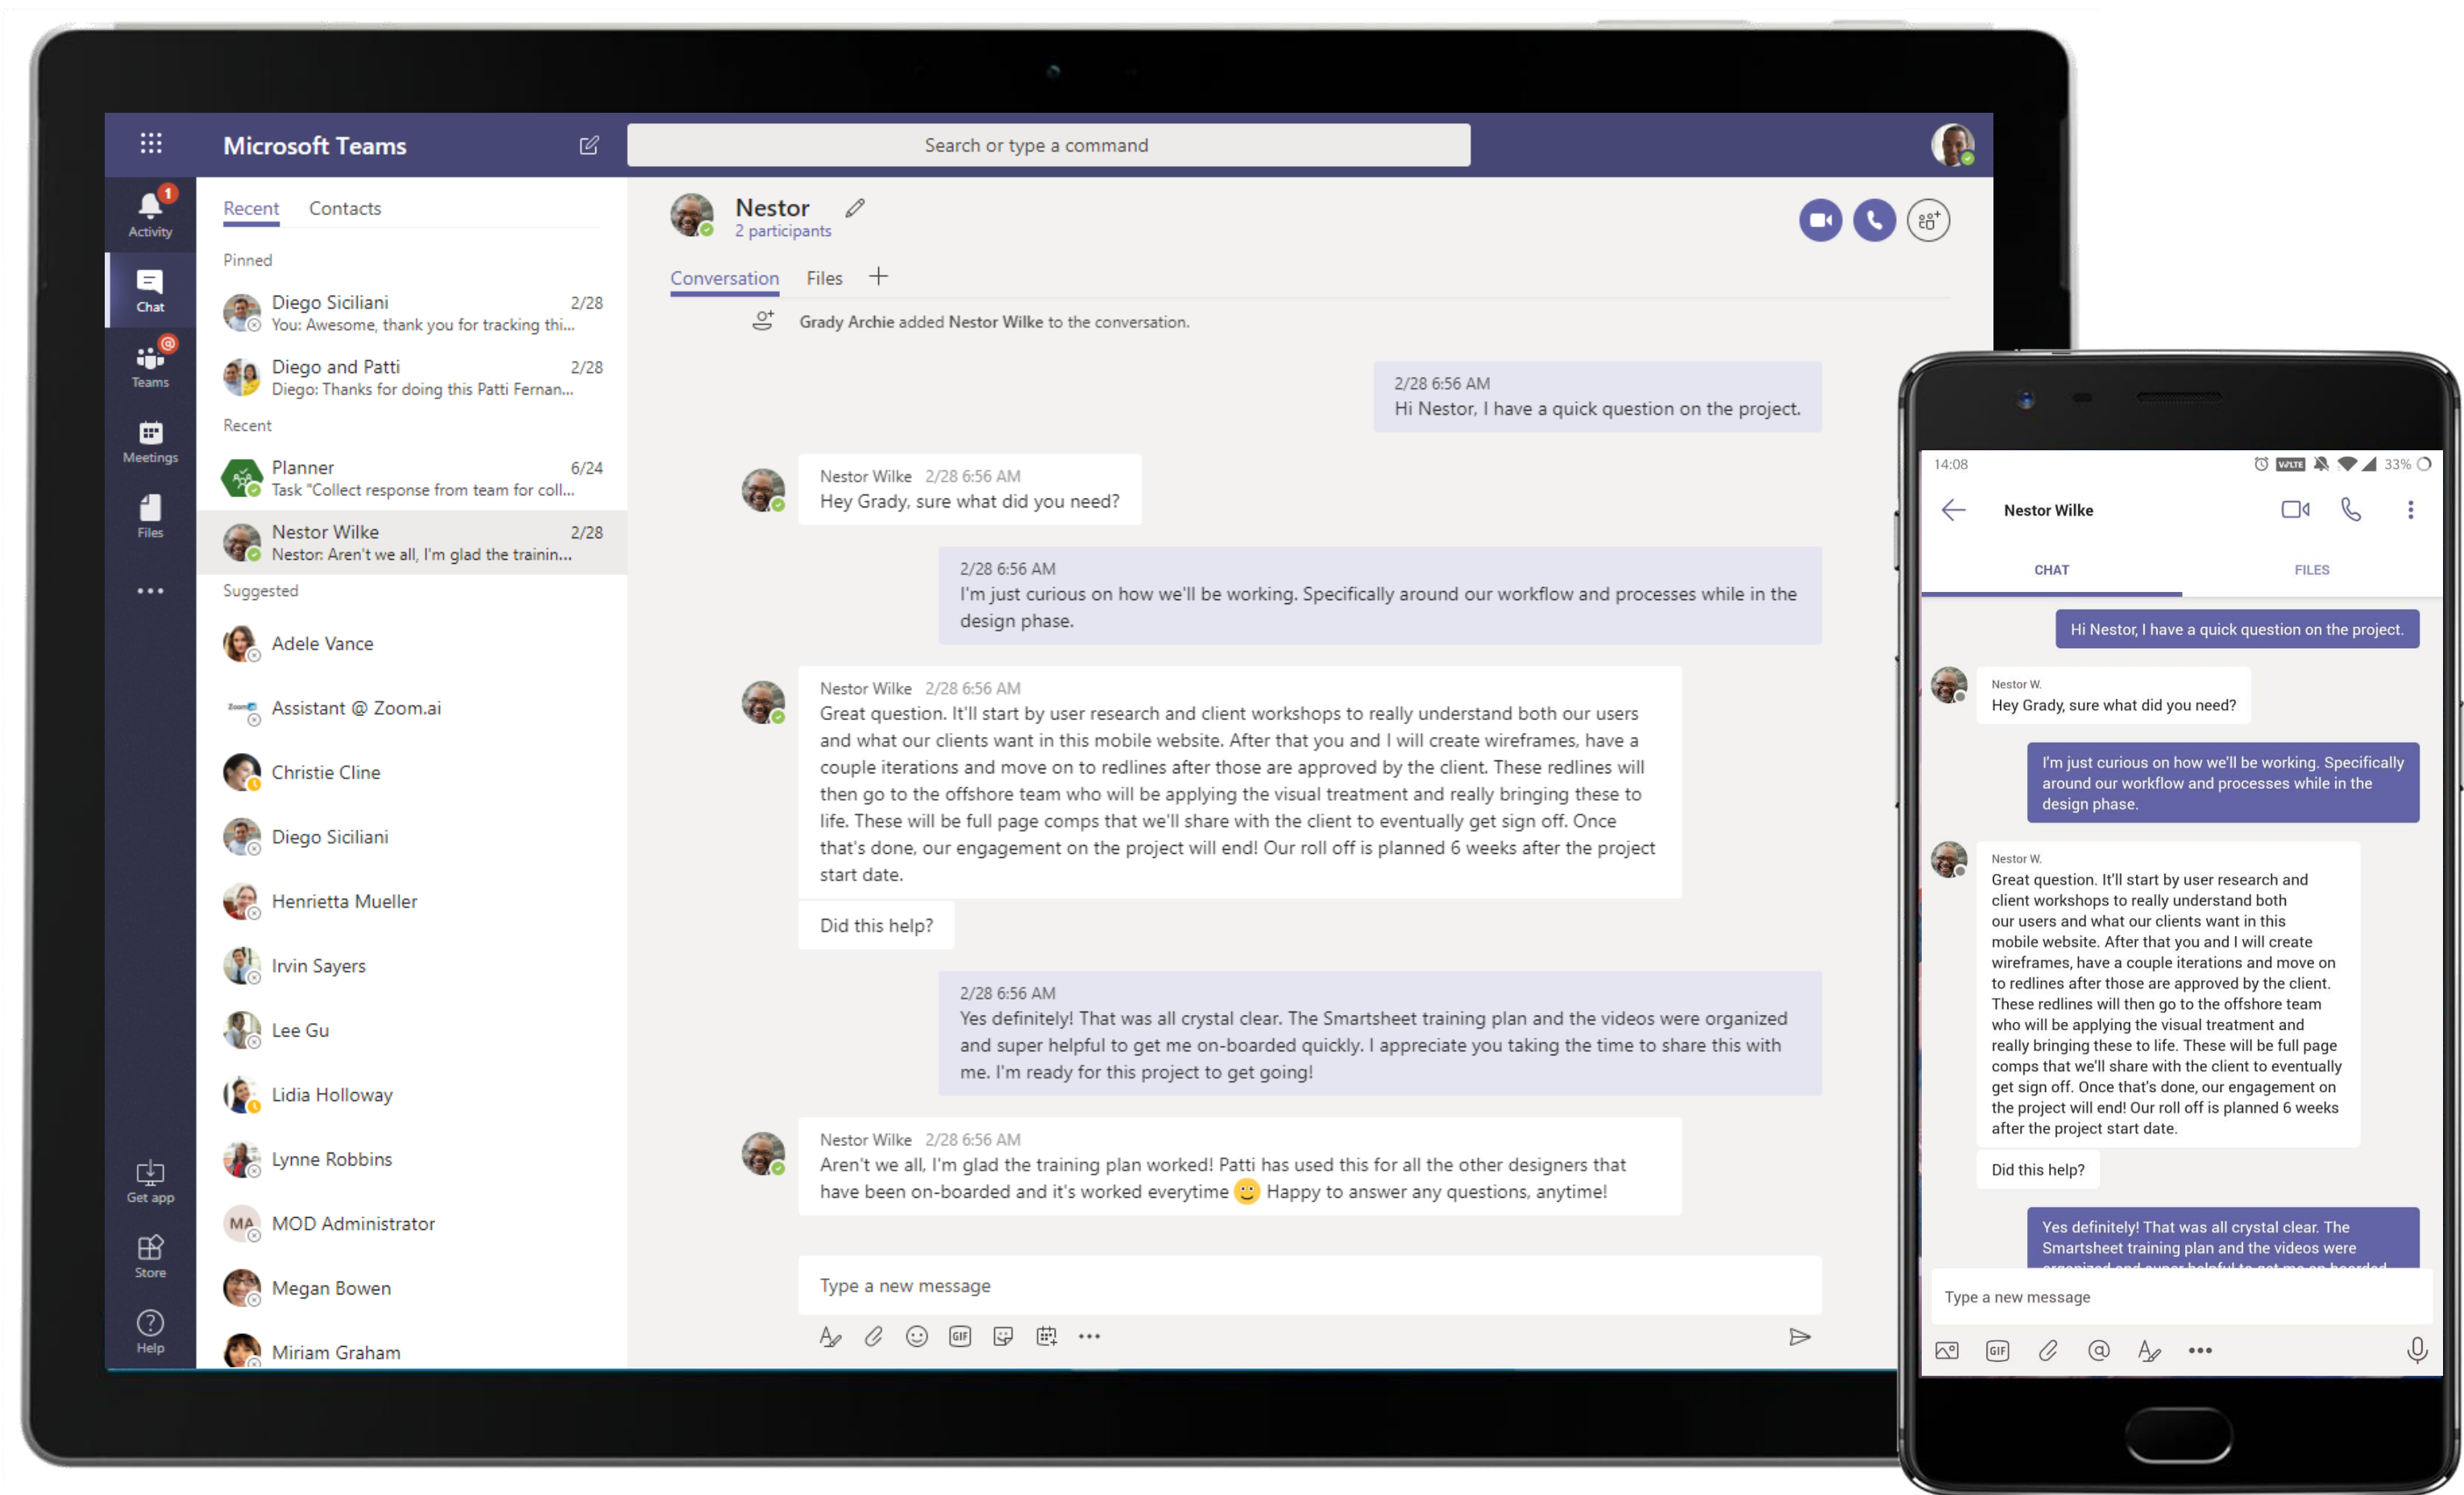 Microsoft Teams
Search or type a command
1
Activity
Chat
@
Teams
Meetings
Files
Get app
Store
Help
Recent
Contacts
Pinned
Diego Siciliani
2/28
You: Awesome, thank you for tracking thi...
Diego and Patti
2/28
Diego: Thanks for doing this Patti Fernan...
Recent
Planner
6/24
Task "Collect response from team for coll...
Nestor Wilke
2/28
Nestor: Aren't we all, I'm glad the trainin...
Suggested
Adele Vance
Zoom
Assistant @ Zoom.ai
Christie Cline
Diego Siciliani
Henrietta Mueller
Irvin Sayers
Lee Gu
Lidia Holloway
Lynne Robbins
MA
MOD Administrator
Megan Bowen
Miriam Graham
Nestor
2 participants
Conversation
Files
Grady Archie added Nestor Wilke to the conversation.
2/28 6:56 AM
Hi Nestor, I have a quick question on the project.
Nestor Wilke 2/28 6:56 AM
Hey Grady, sure what did you need?
2/28 6:56 AM
I'm just curious on how we'll be working. Specifically around our workflow and processes while in the
design phase.
Nestor Wilke 2/28 6:56 AM
Great question. It'll start by user research and client workshops to really understand both our users
and what our clients want in this mobile website. After that you and I will create wireframes, have a
couple iterations and move on to redlines after those are approved by the client. These redlines will
then go to the offshore team who will be applying the visual treatment and really bringing these to
life. These will be full page comps that we'll share with the client to eventually get sign off. Once
that's done, our engagement on the project will end! Our roll off is planned 6 weeks after the project
start date.
Did this help?
2/28 6:56 AM
Yes definitely! That was all crystal clear. The Smartsheet training plan and the videos were organized
and super helpful to get me on-boarded quickly. I appreciate you taking the time to share this with
me. I'm ready for this project to get going!
Nestor Wilke 2/28 6:56 AM
Aren't we all, I'm glad the training plan worked! Patti has used this for all the other designers that
have been on-boarded and it's worked everytime 🙂 Happy to answer any questions, anytime!
Type a new message
GIF
14:08
VoLTE
33%
Nestor Wilke
CHAT
FILES
Hi Nestor, I have a quick question on the project.
Nestor W.
Hey Grady, sure what did you need?
I'm just curious on how we'll be working. Specifically
around our workflow and processes while in the
design phase.
Nestor W.
Great question. It'll start by user research and
client workshops to really understand both
our users and what our clients want in this
mobile website. After that you and I will create
wireframes, have a couple iterations and move on
to redlines after those are approved by the client.
These redlines will then go to the offshore team
who will be applying the visual treatment and
really bringing these to life. These will be full page
comps that we'll share with the client to eventually
get sign off. Once that's done, our engagement on
the project will end! Our roll off is planned 6 weeks
after the project start date.
Did this help?
Yes definitely! That was all crystal clear. The
Smartsheet training plan and the videos were
organized and super helpful to get me on-boarded
Type a new message
GIF
@